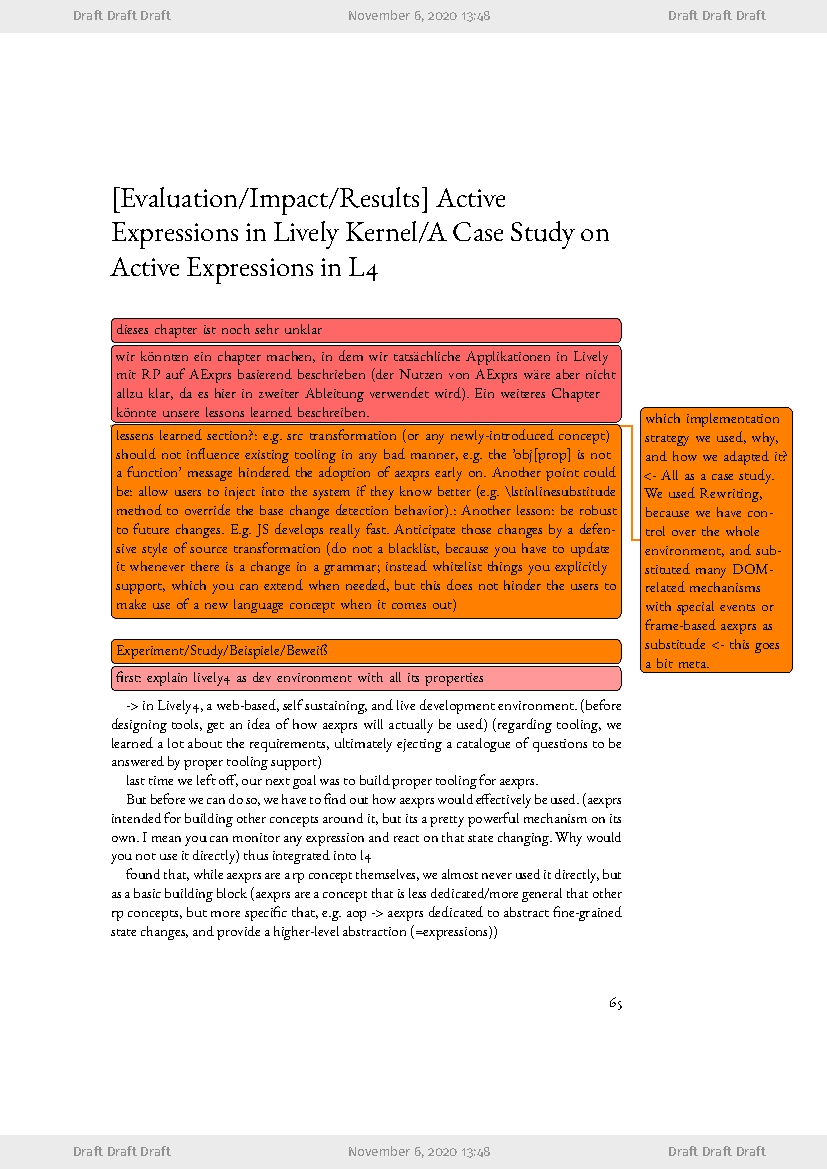 Draft Draft Draft November 6, 2020 13:48 Draft Draft Draft
[Evaluation/Impact/Results] Active
Expressions in Lively Kernel/A Case Study on
Active Expressions in L4
dieses chapter ist noch sehr unklar
wir könnten ein chapter machen, in dem wir tatsächliche Applikationen in Lively
mit RP auf AExprs basierend beschrieben (der Nutzen von AExprs wäre aber nicht
allzu klar, da es hier in zweiter Ableitung verwendet wird). Ein weiteres Chapter
könnte unsere lessons learned beschreiben.
lessens learned section?: e.g. src transformation (or any newly-introduced concept)
should not influence existing tooling in any bad manner, e.g. the 'obj[prop] is not
a function' message hindered the adoption of aexprs early on. Another point could
be: allow users to inject into the system if they know better (e.g. \lstinlinesubstitude
method to override the base change detection behavior).: Another lesson: be robust
to future changes. E.g. JS develops really fast. Anticipate those changes by a defen-
sive style of source transformation (do not a blacklist, because you have to update
it whenever there is a change in a grammar; instead whitelist things you explicitly
support, which you can extend when needed, but this does not hinder the users to
make use of a new language concept when it comes out)
which implementation
strategy we used, why,
and how we adapted it?
<- All as a case study.
We used Rewriting,
because we have con-
trol over the whole
environment, and sub-
stituted many DOM-
related mechanisms
with special events or
frame-based aexprs as
substitude <- this goes
a bit meta.
Experiment/Study/Beispiele/Beweiß
first: explain lively4 as dev environment with all its properties
-> in Lively4, a web-based, self sustaining, and live development environment. (before
designing tools, get an idea of how aexprs will actually be used) (regarding tooling, we
learned a lot about the requirements, ultimately ejecting a catalogue of questions to be
answered by proper tooling support)
last time we left off, our next goal was to build proper tooling for aexprs.
But before we can do so, we have to find out how aexprs would effectively be used. (aexprs
intended for building other concepts around it, but its a pretty powerful mechanism on its
own. I mean you can monitor any expression and react on that state changing. Why would
you not use it directly) thus integrated into l4
found that, while aexprs are a rp concept themselves, we almost never used it directly, but
as a basic building block (aexprs are a concept that is less dedicated/more general that other
rp concepts, but more specific that, e.g. aop -> aexprs dedicated to abstract fine-grained
state changes, and provide a higher-level abstraction (=expressions))
65
Draft Draft Draft November 6, 2020 13:48 Draft Draft Draft